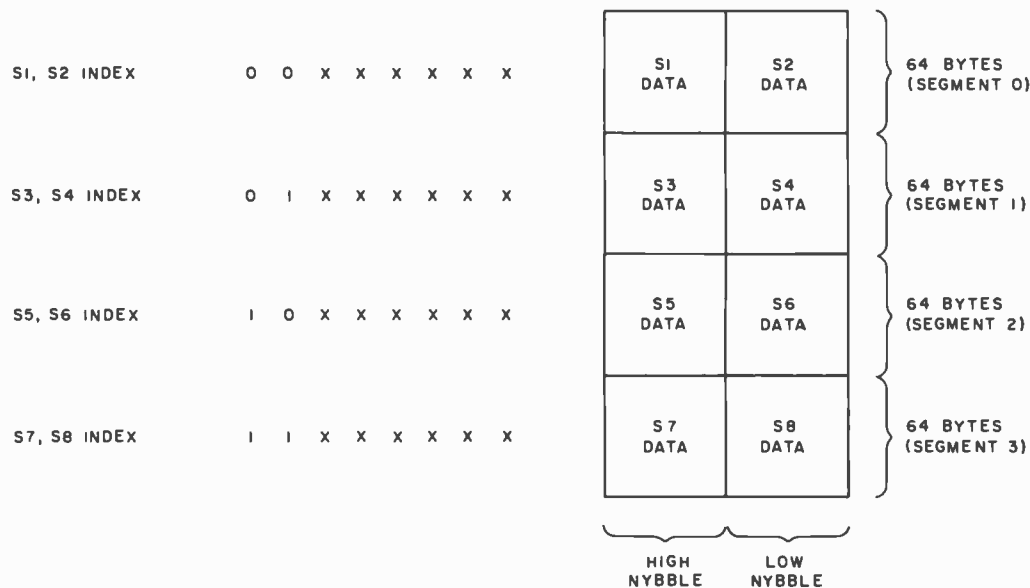 S1, S2 INDEX 0 0 X X X X X X
S1 DATA
S2 DATA
64 BYTES
(SEGMENT 0)
S3, S4 INDEX 0 1 X X X X X X
S3 DATA
S4 DATA
64 BYTES
(SEGMENT 1)
S5, S6 INDEX 1 0 X X X X X X
S5 DATA
S6 DATA
64 BYTES
(SEGMENT 2)
S7, S8 INDEX 1 1 X X X X X X
S7 DATA
S8 DATA
64 BYTES
(SEGMENT 3)
HIGH
NYBBLE
LOW
NYBBLE